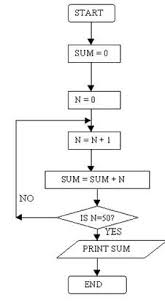 START
SUM = 0
N = 0
N = N + 1
SUM = SUM + N
IS N=50?
NO
YES
PRINT SUM
END